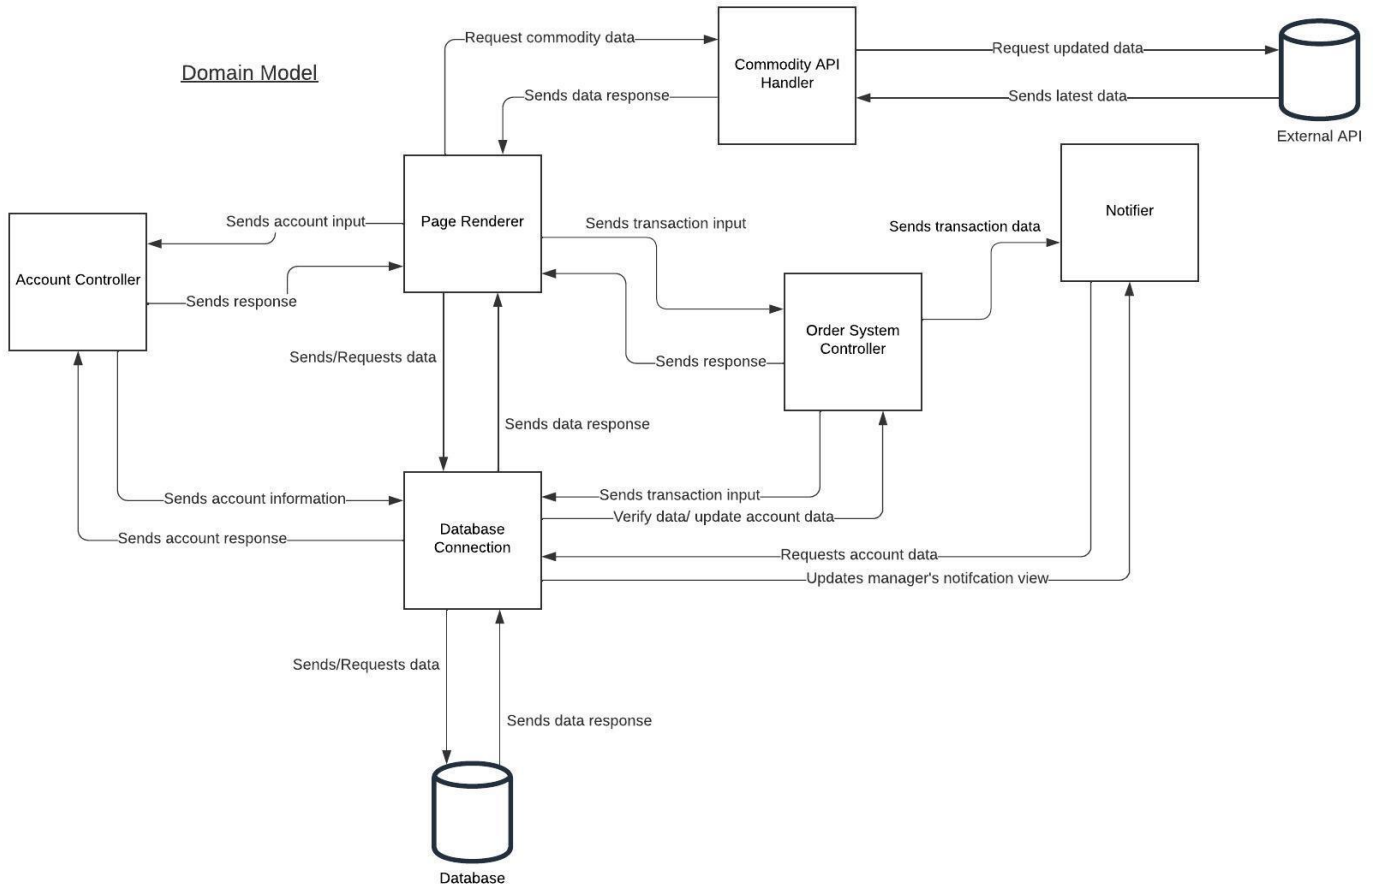 Request commodity data
Request updated data
Domain Model
Commodity API
Handler
Sends data response
Sends latest data
External API
Sends account input
Page Renderer
Sends transaction input
Sends transaction data
Notifier
Account Controller
Sends response
Order System
Controller
Sends/Requests data
Sends response
Sends data response
Sends account information
Sends transaction input
Verify data/ update account data
Database
Connection
Sends account response
Requests account data
Updates manager's notifcation view
Sends/Requests data
Sends data response
Database